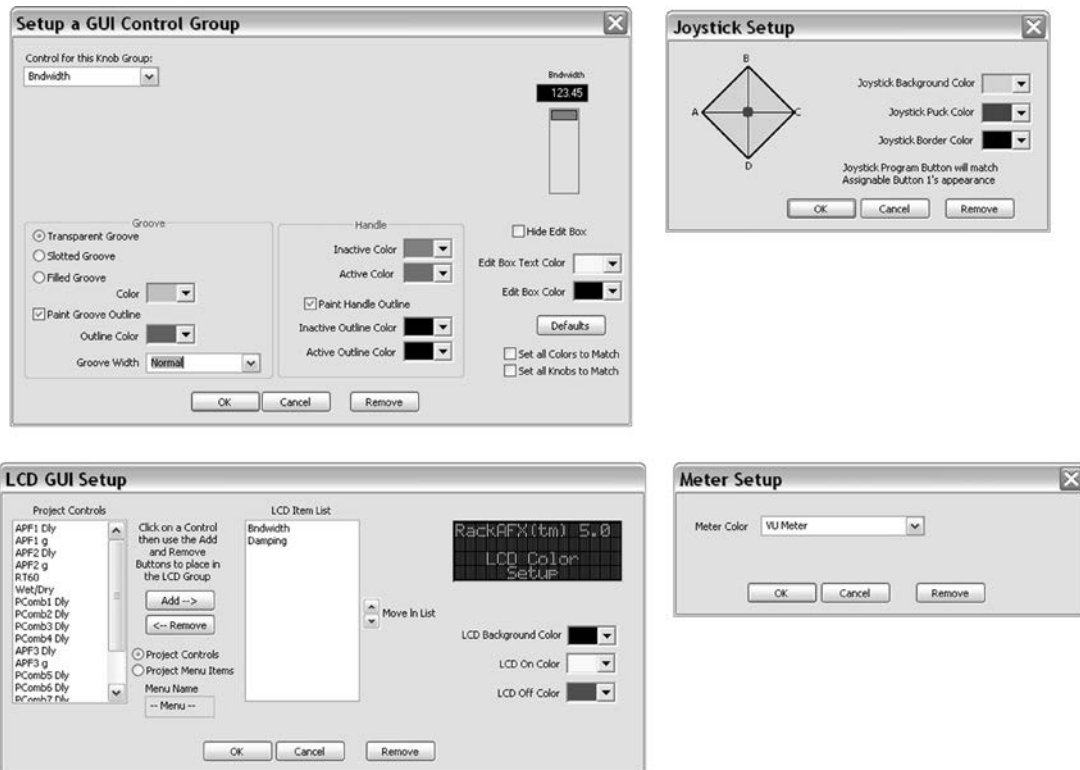 Setup a GUI Control Group
Control for this Knob Group:
Bndwidth
Bndwidth
123.45
Groove
Transparent Groove
Slotted Groove
Filled Groove
Color
Paint Groove Outline
Outline Color
Groove Width Normal
Handle
Inactive Color
Active Color
Paint Handle Outline
Inactive Outline Color
Active Outline Color
Hide Edit Box
Edit Box Text Color
Edit Box Color
Defaults
Set all Colors to Match
Set all Knobs to Match
OK Cancel Remove
Joystick Setup
B
A C
D
Joystick Background Color
Joystick Puck Color
Joystick Border Color
Joystick Program Button will match
Assignable Button 1's appearance
OK Cancel Remove
LCD GUI Setup
Project Controls
APF1 Dly
APF1 g
APF2 Dly
APF2 g
RT60
Wet/Dry
PComb1 Dly
PComb2 Dly
PComb3 Dly
PComb4 Dly
APF3 Dly
APF3 g
PComb5 Dly
PComb6 Dly
PComb7 Dly
Click on a Control
then use the Add
and Remove
Buttons to place in
the LCD Group
Add -->
<-- Remove
Project Controls
Project Menu Items
Menu Name
-- Menu --
LCD Item List
Bndwidth
Damping
Move In List
RackAFX(tm) 5.0
LCD Color
Setup
LCD Background Color
LCD On Color
LCD Off Color
OK Cancel Remove
Meter Setup
Meter Color VU Meter
OK Cancel Remove